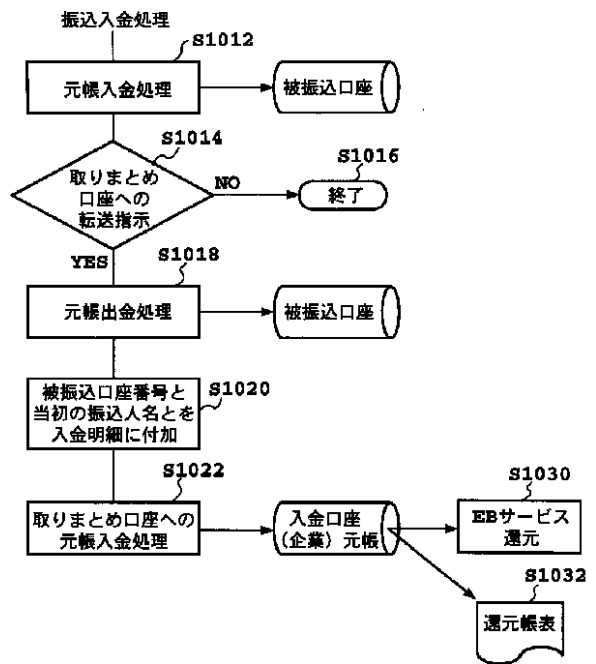 振込入金処理
S1012
元帳入金処理
被振込口座
S1014
取りまとめ
口座への
転送指示
NO
S1016
終了
YES
S1018
元帳出金処理
被振込口座
S1020
被振込口座番号と
当初の振込人名とを
入金明細に付加
S1022
取りまとめ口座への
元帳入金処理
入金口座
(企業)元帳
S1030
EBサービス
還元
S1032
還元帳表